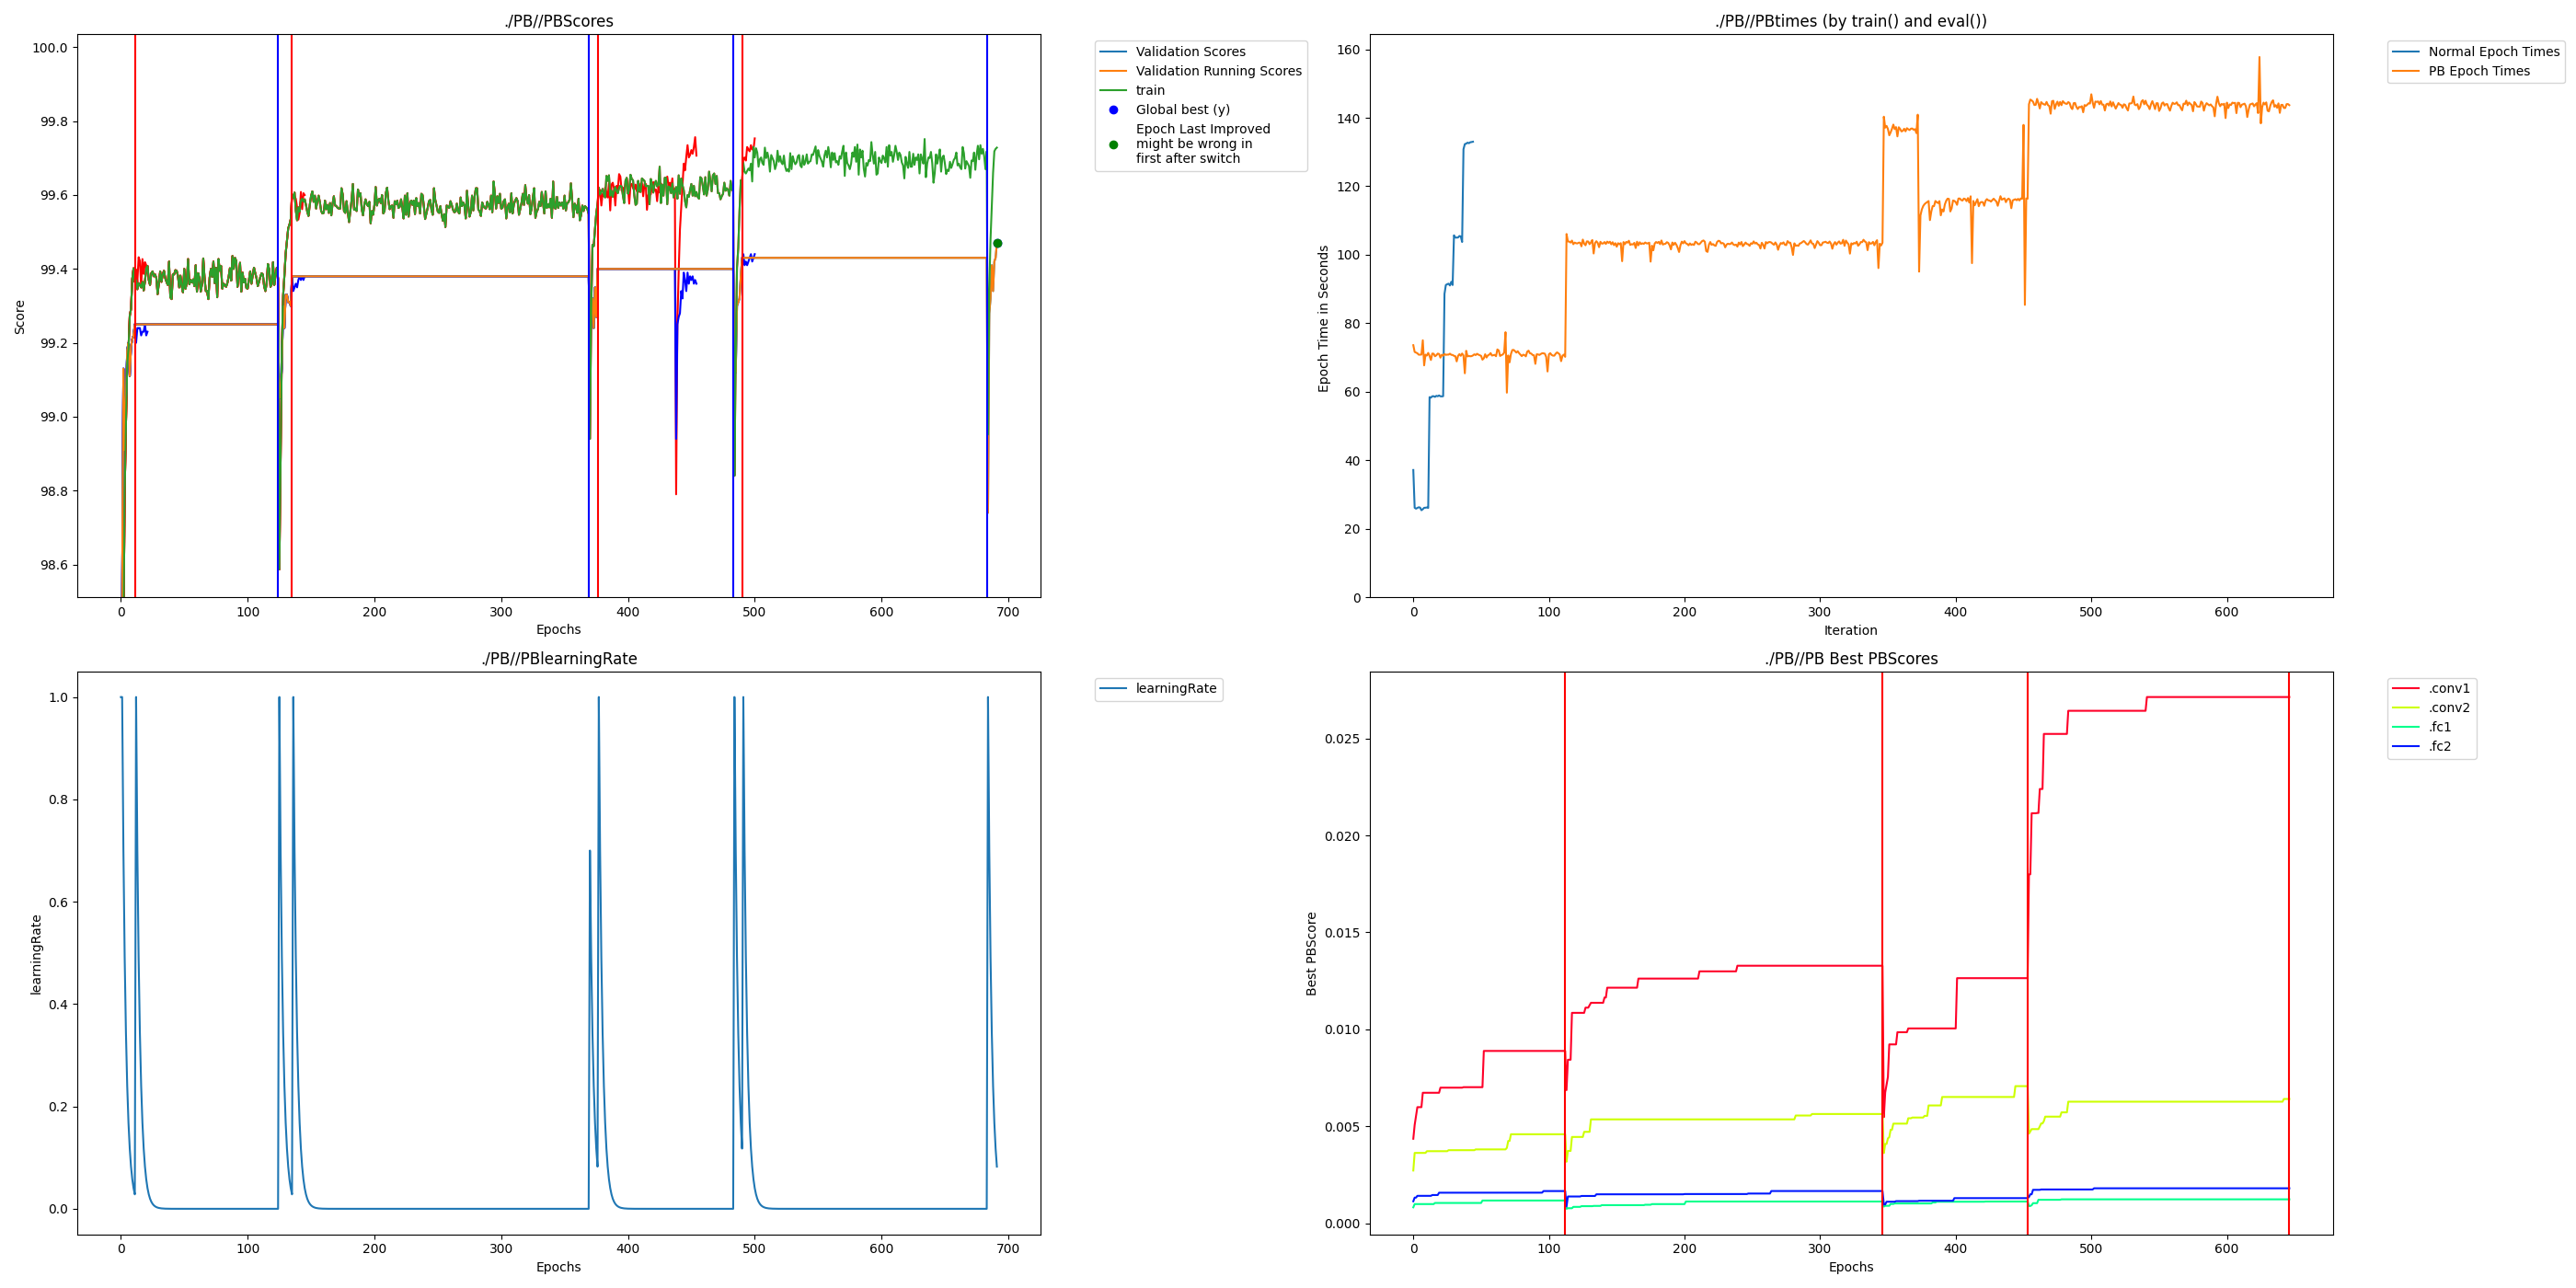 ./PB//PBScores
100.0
99.8
99.6
99.4
99.2
99.0
98.8
98.6
Score
0 100 200 300 400 500 600 700
Epochs
Validation Scores
Validation Running Scores
train
Global best (y)
Epoch Last Improved
might be wrong in
first after switch
./PB//PBtimes (by train() and eval())
160
140
120
100
80
60
40
20
0
Epoch Time in Seconds
0 100 200 300 400 500 600
Iteration
Normal Epoch Times
PB Epoch Times
./PB//PBlearningRate
1.0
0.8
0.6
0.4
0.2
0.0
learningRate
0 100 200 300 400 500 600 700
Epochs
learningRate
./PB//PB Best PBScores
0.025
0.020
0.015
0.010
0.005
0.000
Best PBScore
0 100 200 300 400 500 600
Epochs
.conv1
.conv2
.fc1
.fc2